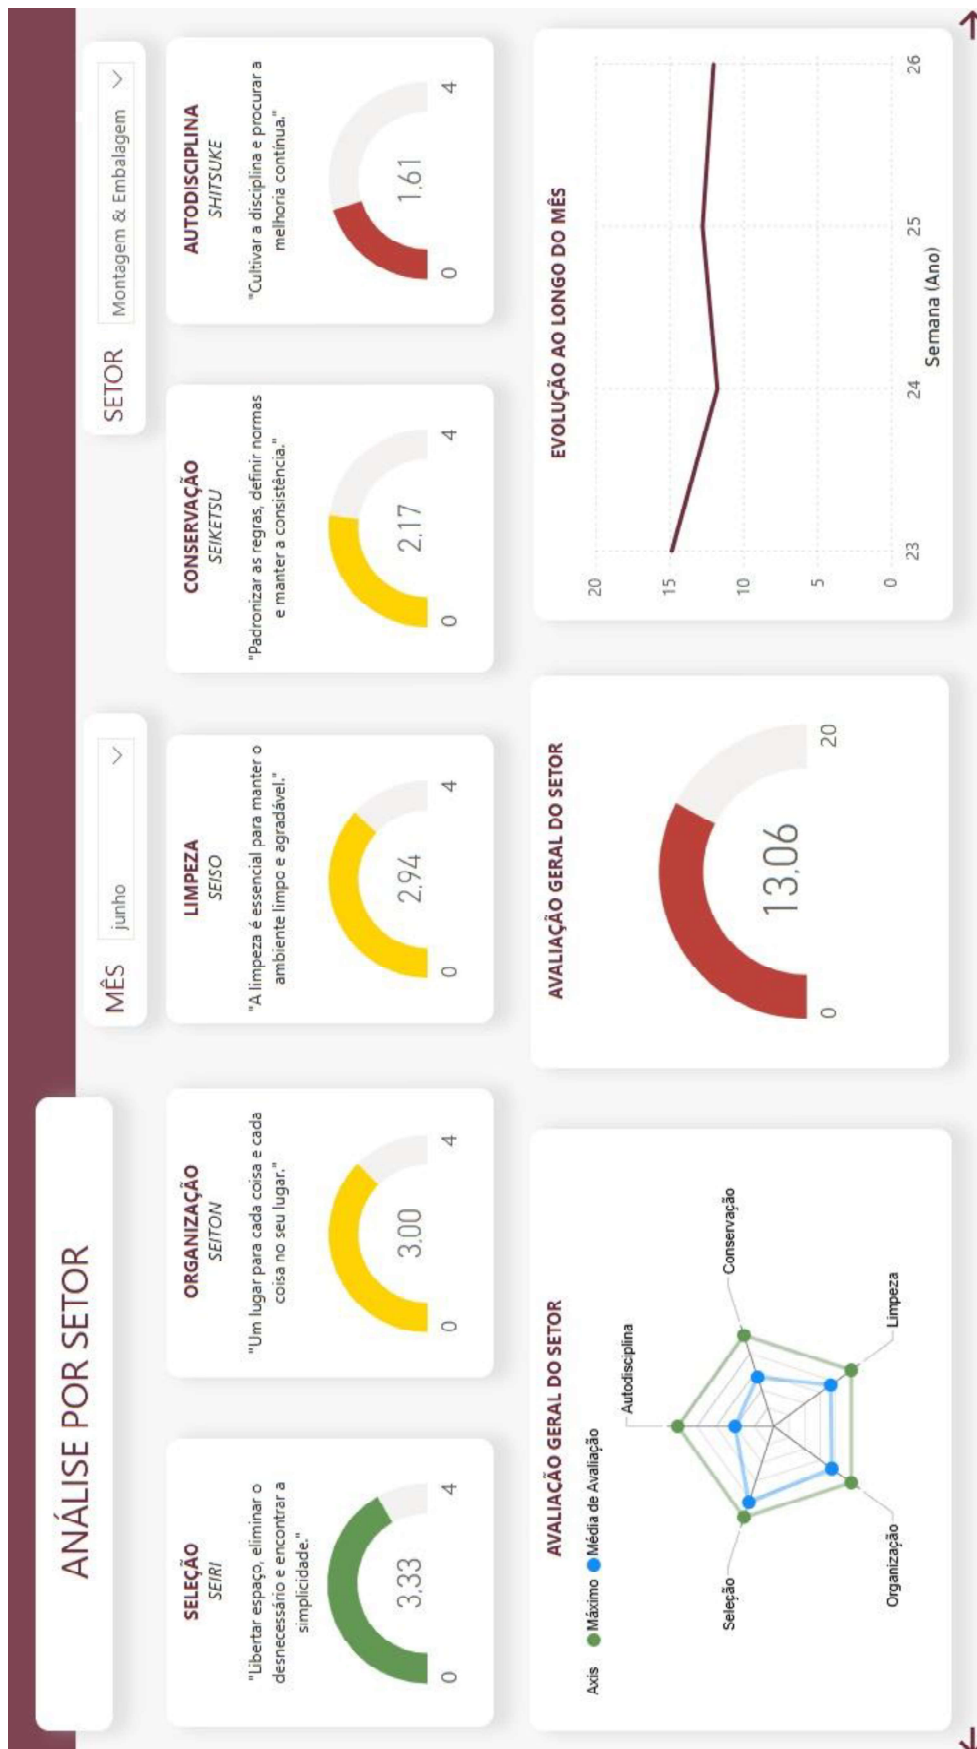 ANÁLISE POR SETOR
MÊS
junho
SETOR
Montagem & Embalagem
SELEÇÃO
SEIRI
"Libertar espaço, eliminar o
desnecessário e encontrar a
simplicidade."
3.33
0
4
ORGANIZAÇÃO
SEITON
"Um lugar para cada coisa e cada
coisa no seu lugar."
3.00
0
4
LIMPEZA
SEISO
"A limpeza é essencial para manter o
ambiente limpo e agradável."
2.94
0
4
CONSERVAÇÃO
SEIKETSU
"Padronizar as regras, definir normas
e manter a consistência."
2.17
0
4
AUTODISCIPLINA
SHITSUKE
"Cultivar a disciplina e procurar a
melhoria contínua."
1.61
0
4
AVALIAÇÃO GERAL DO SETOR
Axis Máximo Média de Avaliação
Autodisciplina
Conservação
Limpeza
Organização
Seleção
AVALIAÇÃO GERAL DO SETOR
13.06
0
20
EVOLUÇÃO AO LONGO DO MÊS
20
15
10
5
0
23 24 25 26
Semana (Ano)